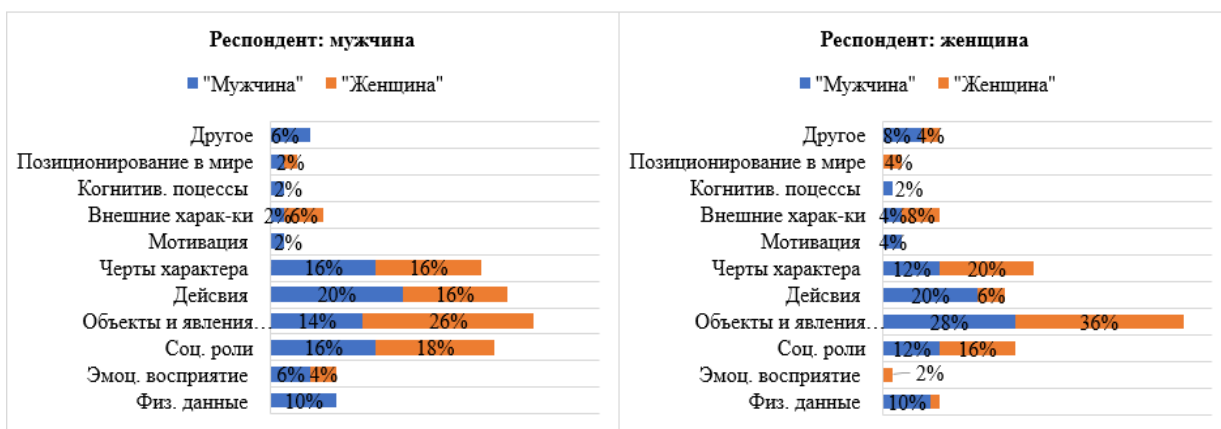 Респондент: мужчина
"Мужчина" "Женщина"
Другое 6%
Позиционирование в мире 2%
Когнитив. поцессы 2%
Внешние харак-ки 2% 6%
Мотивация 2%
Черты характера 16% 16%
Дейсвия 20% 16%
Объекты и явления... 14% 26%
Соц. роли 16% 18%
Эмоц. восприятие 6% 4%
Физ. данные 10%
Респондент: женщина
"Мужчина" "Женщина"
Другое 8% 4%
Позиционирование в мире 4%
Когнитив. поцессы 2%
Внешние харак-ки 4% 8%
Мотивация 4%
Черты характера 12% 20%
Дейсвия 20% 6%
Объекты и явления... 28% 36%
Соц. роли 12% 16%
Эмоц. восприятие 2%
Физ. данные 10%